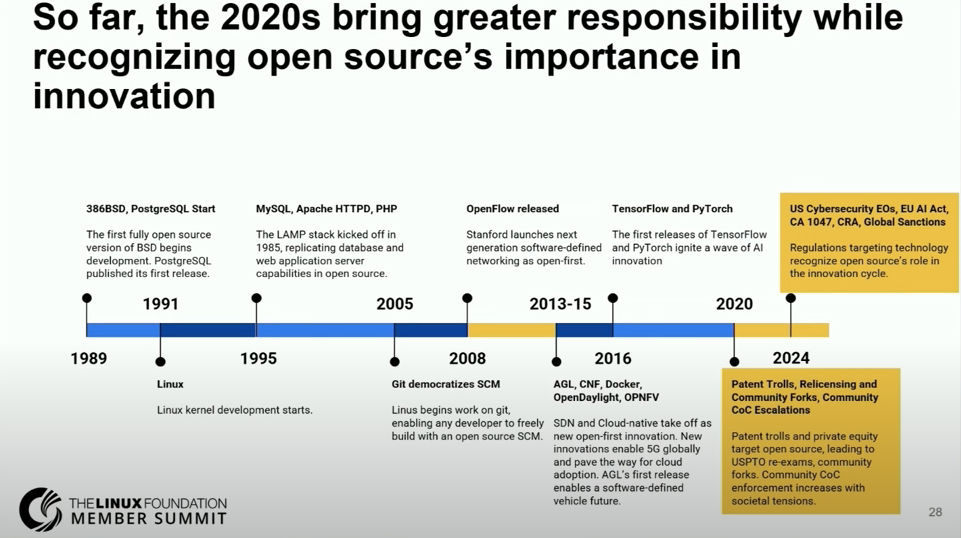 So far, the 2020s bring greater responsibility while
recognizing open source's importance in
innovation
386BSD, PostgreSQL Start
The first fully open source
version of BSD begins
development. PostgreSQL
published its first release.
MySQL, Apache HTTPD, PHP
The LAMP stack kicked off in
1985, replicating database and
web application server
capabilities in open source.
OpenFlow released
Stanford launches next
generation software-defined
networking as open-first.
TensorFlow and PyTorch
The first releases of TensorFlow
and PyTorch ignite a wave of AI
innovation
US Cybersecurity EOs, EU AI Act,
CA 1047, CRA, Global Sanctions
Regulations targeting technology
recognize open source's role in
the innovation cycle.
1991
2005
2013-15
2020
1989
1995
2008
2016
2024
Linux
Linux kernel development starts.
Git democratizes SCM
Linus begins work on git,
enabling any developer to freely
build with an open source SCM.
AGL, CNF, Docker,
OpenDaylight, OPNFV
SDN and Cloud-native take off as
new open-first innovation. New
innovations enable 5G globally
and pave the way for cloud
adoption. AGL's first release
enables a software-defined
vehicle future.
Patent Trolls, Relicensing and
Community Forks, Community
CoC Escalations
Patent trolls and private equity
target open source, leading to
USPTO re-exams, community
forks. Community CoC
enforcement increases with
societal tensions.
THE LINUX FOUNDATION
MEMBER SUMMIT
28